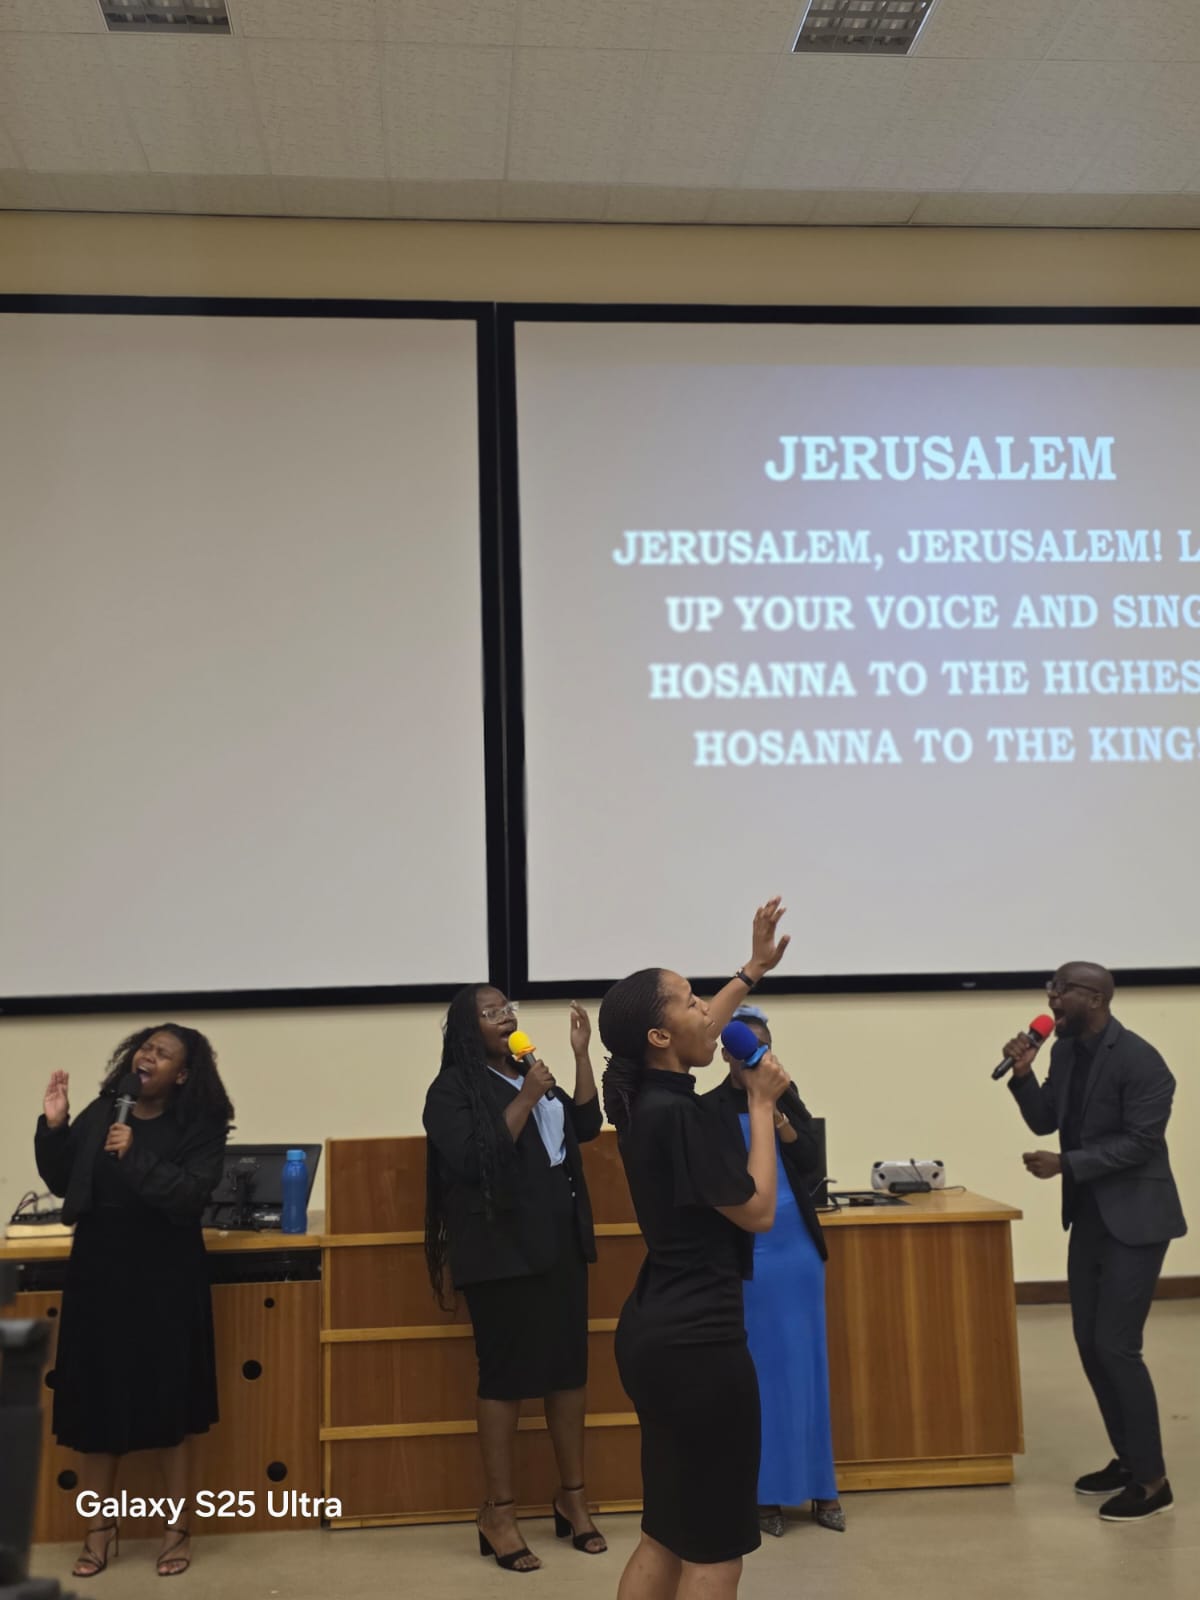 JERUSALEM
JERUSALEM, JERUSALEM! L
UP YOUR VOICE AND SING
HOSANNA TO THE HIGHES
HOSANNA TO THE KING!
Galaxy S25 Ultra